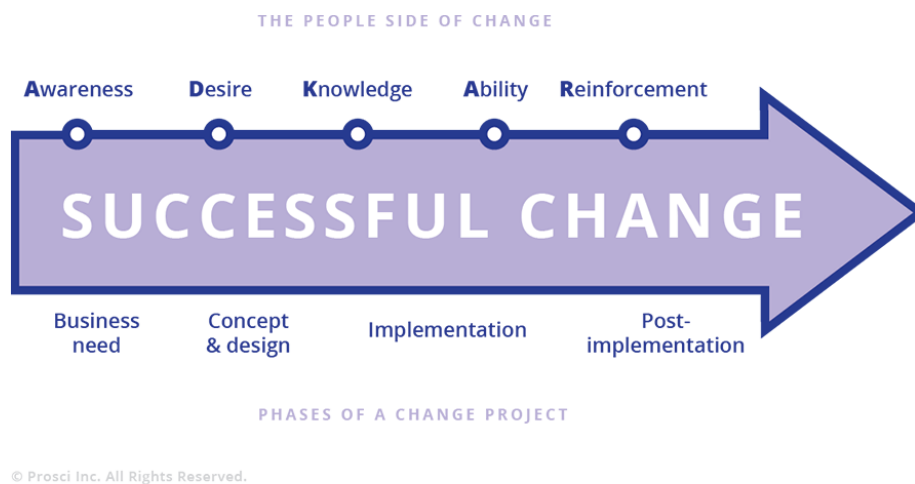 THE PEOPLE SIDE OF CHANGE
Awareness Desire Knowledge Ability Reinforcement
SUCCESSFUL CHANGE
Business need
Concept & design
Implementation
Post-implementation
PHASES OF A CHANGE PROJECT
© Prosci Inc. All Rights Reserved.